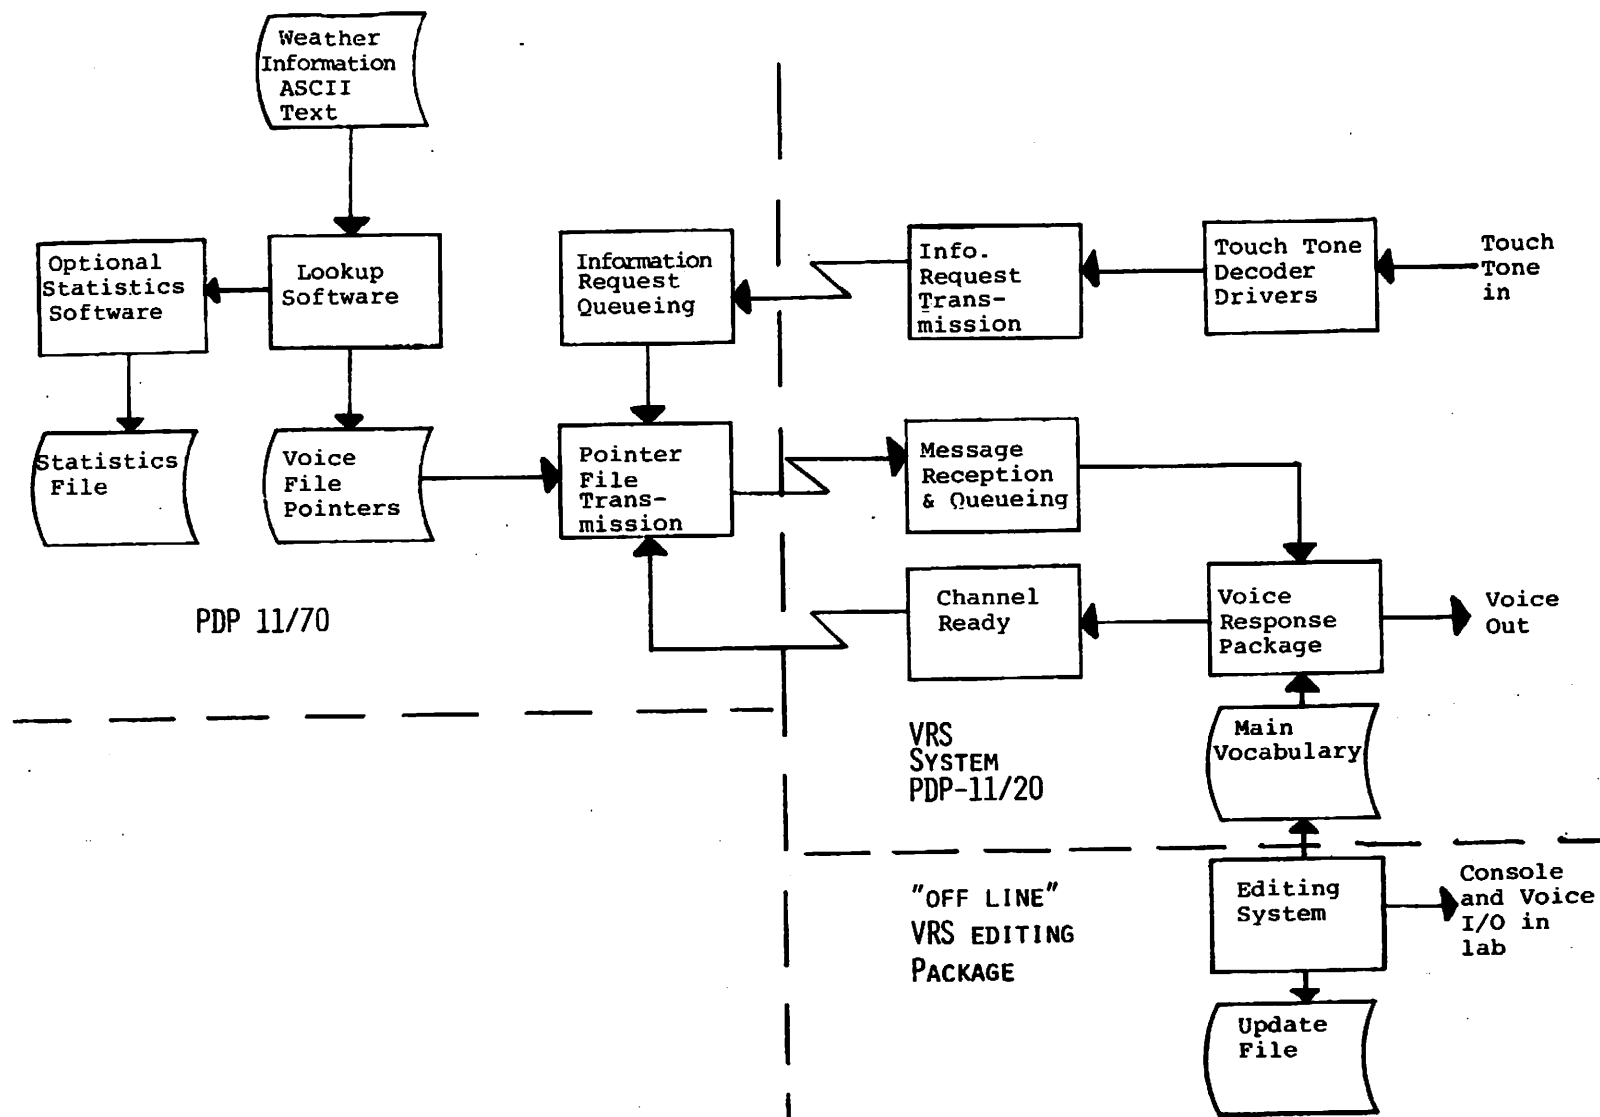 Weather
Information
ASCII
Text
Optional
Statistics
Software
Lookup
Software
Information
Request
Queueing
Info.
Request
Trans-
mission
Touch Tone
Decoder
Drivers
Touch
Tone
in
Statistics
File
Voice
File
Pointers
Pointer
File
Trans-
mission
Message
Reception
& Queueing
Channel
Ready
Voice
Response
Package
Voice
Out
PDP 11/70
VRS
SYSTEM
PDP-11/20
Main
Vocabulary
"OFF LINE"
VRS EDITING
PACKAGE
Editing
System
Console
and Voice
I/O in
lab
Update
File